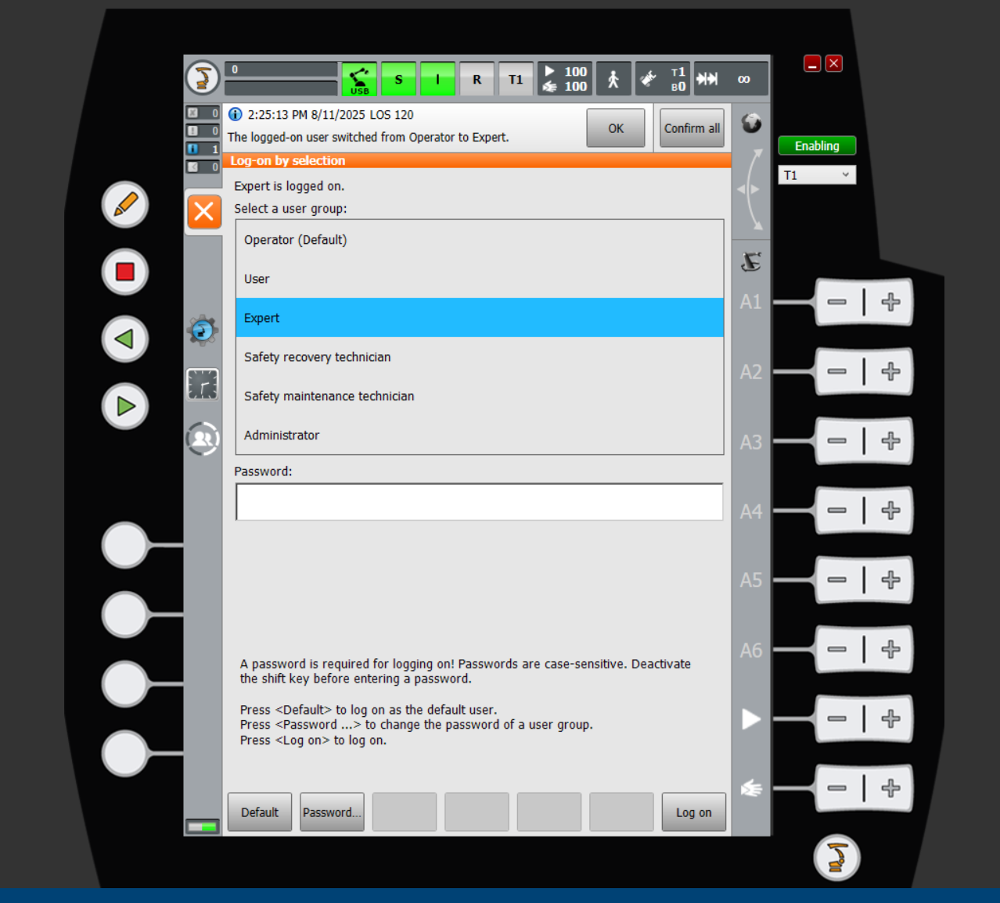 0
USB
S
I
R
T1
100
100
T1
B0
∞
0
0
1
0
2:25:13 PM 8/11/2025 LOS 120
The logged-on user switched from Operator to Expert.
OK
Confirm all
Enabling
T1
Log-on by selection
Expert is logged on.
Select a user group:
Operator (Default)
User
Expert
Safety recovery technician
Safety maintenance technician
Administrator
Password:
A1
A2
A3
A4
A5
A6
A password is required for logging on! Passwords are case-sensitive. Deactivate
the shift key before entering a password.
Press <Default> to log on as the default user.
Press <Password ...> to change the password of a user group.
Press <Log on> to log on.
Default
Password...
Log on